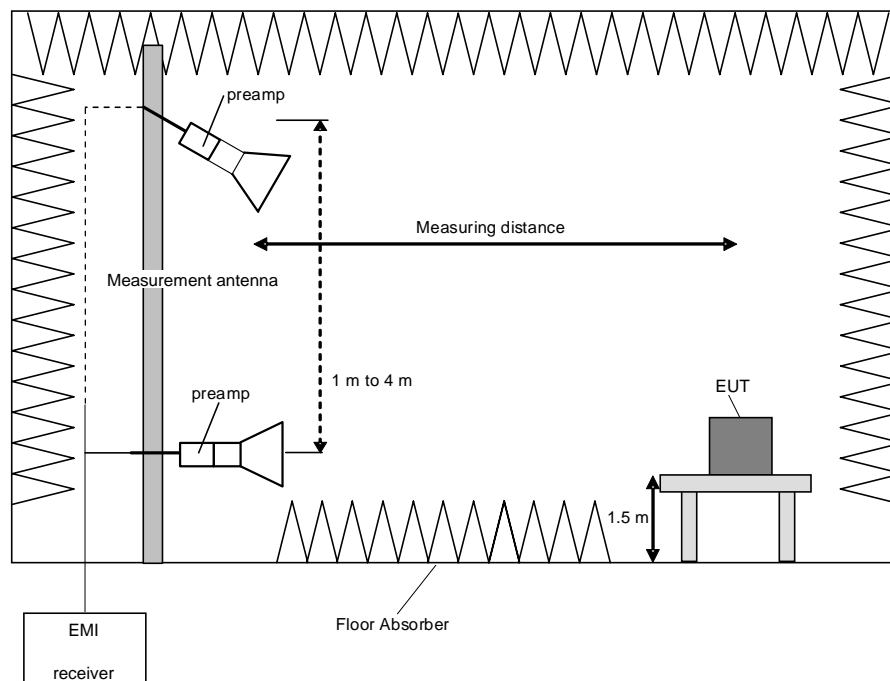 preamp
Measuring distance
Measurement antenna
1 m to 4 m
preamp
EUT
1.5 m
Floor Absorber
EMI
receiver